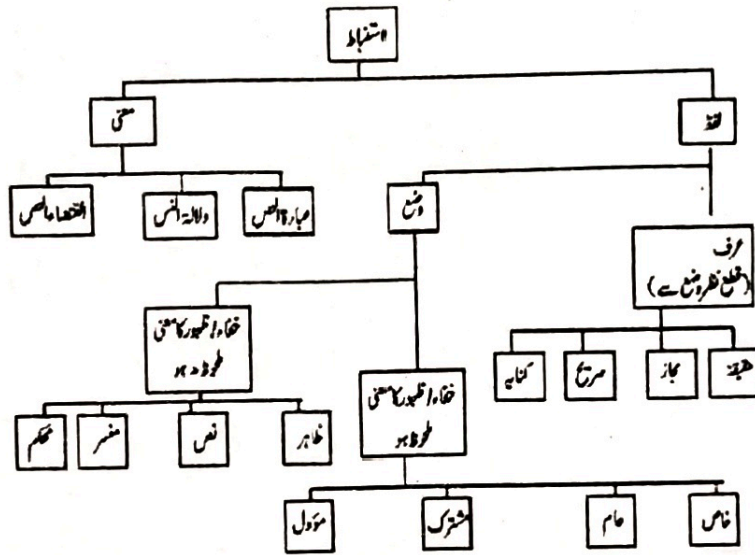 استنباط
لفظ
معنی
عبارۃ النص
دلالۃ النص
اقتضاء النص
وضع
عرف
(قطع نظر وضع سے)
حقیقۃ
مجاز
صریح
کنایہ
خفاء/ظہور کا معنی
ملحوظ ہو
ظاہر
نص
مفسر
محکم
خفاء/ظہور کا معنی
ملحوظ ہو
خاص
عام
مشترک
مؤول